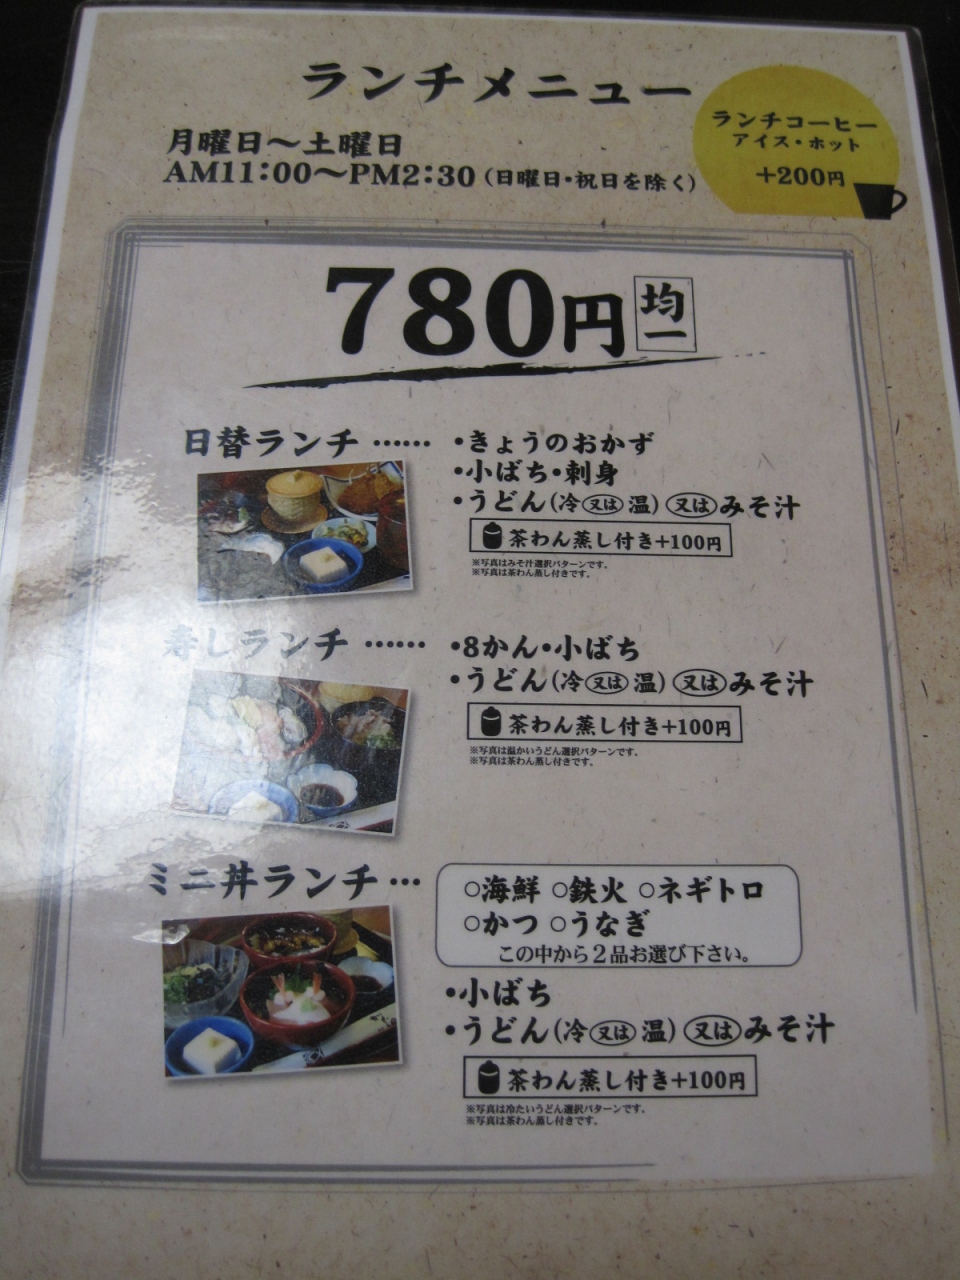 ランチメニュー
月曜日～土曜日
AM11:00～PM2:30（日曜日・祝日を除く）
ランチコーヒー
アイス・ホット
+200円
780円 均一
日替ランチ …… ・きょうのおかず
・小ばち・刺身
・うどん（冷又は温）又はみそ汁
茶わん蒸し付き+100円
※写真はみそ汁選択パターンです。
※写真は茶わん蒸し付きです。
寿しランチ …… ・8かん・小ばち
・うどん（冷又は温）又はみそ汁
茶わん蒸し付き+100円
※写真は温かいうどん選択パターンです。
※写真は茶わん蒸し付きです。
ミニ丼ランチ … ○海鮮 ○鉄火 ○ネギトロ
○かつ ○うなぎ
この中から2品お選び下さい。
・小ばち
・うどん（冷又は温）又はみそ汁
茶わん蒸し付き+100円
※写真は冷たいうどん選択パターンです。
※写真は茶わん蒸し付きです。